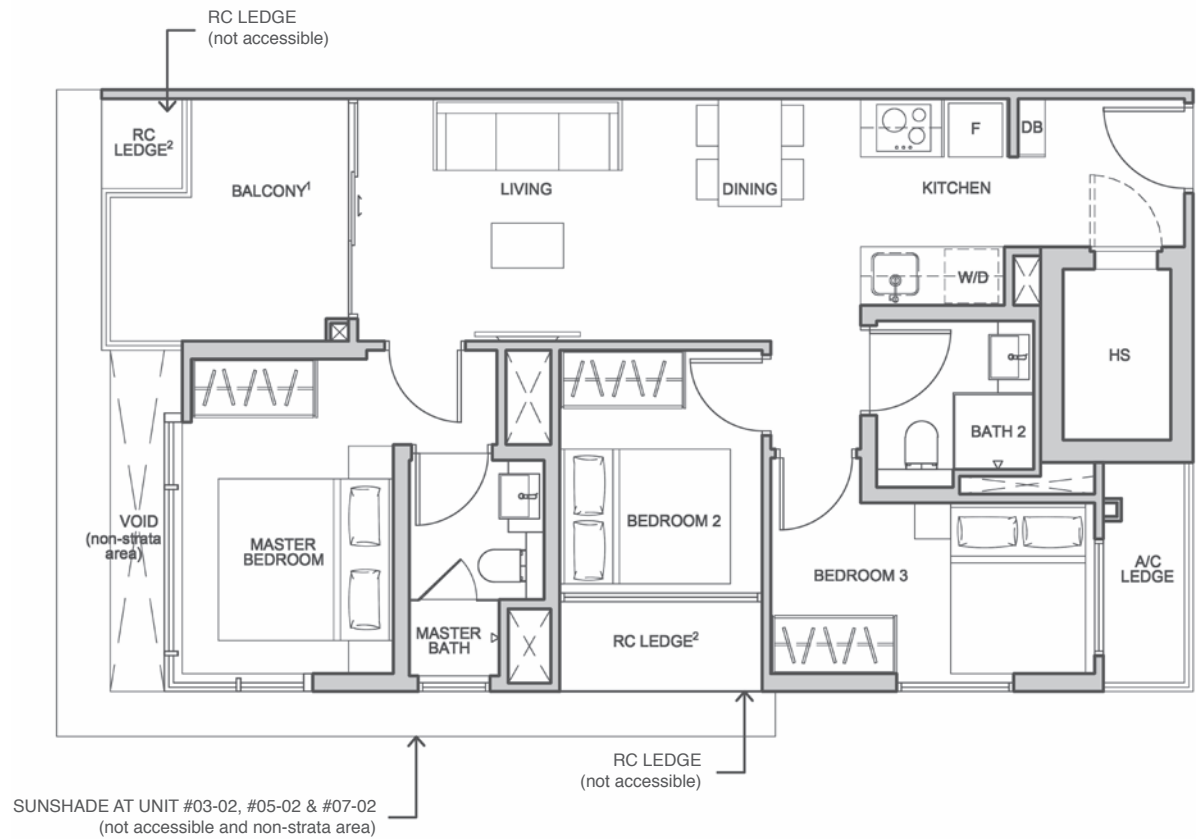 RC LEDGE
(not accessible)
RC
LEDGE²
BALCONY¹
LIVING
DINING
KITCHEN
F
DB
W/D
HS
BATH 2
VOID
(non-strata
area)
MASTER
BEDROOM
BEDROOM 2
BEDROOM 3
A/C
LEDGE
MASTER
BATH
RC LEDGE²
RC LEDGE
(not accessible)
SUNSHADE AT UNIT #03-02, #05-02 & #07-02
(not accessible and non-strata area)